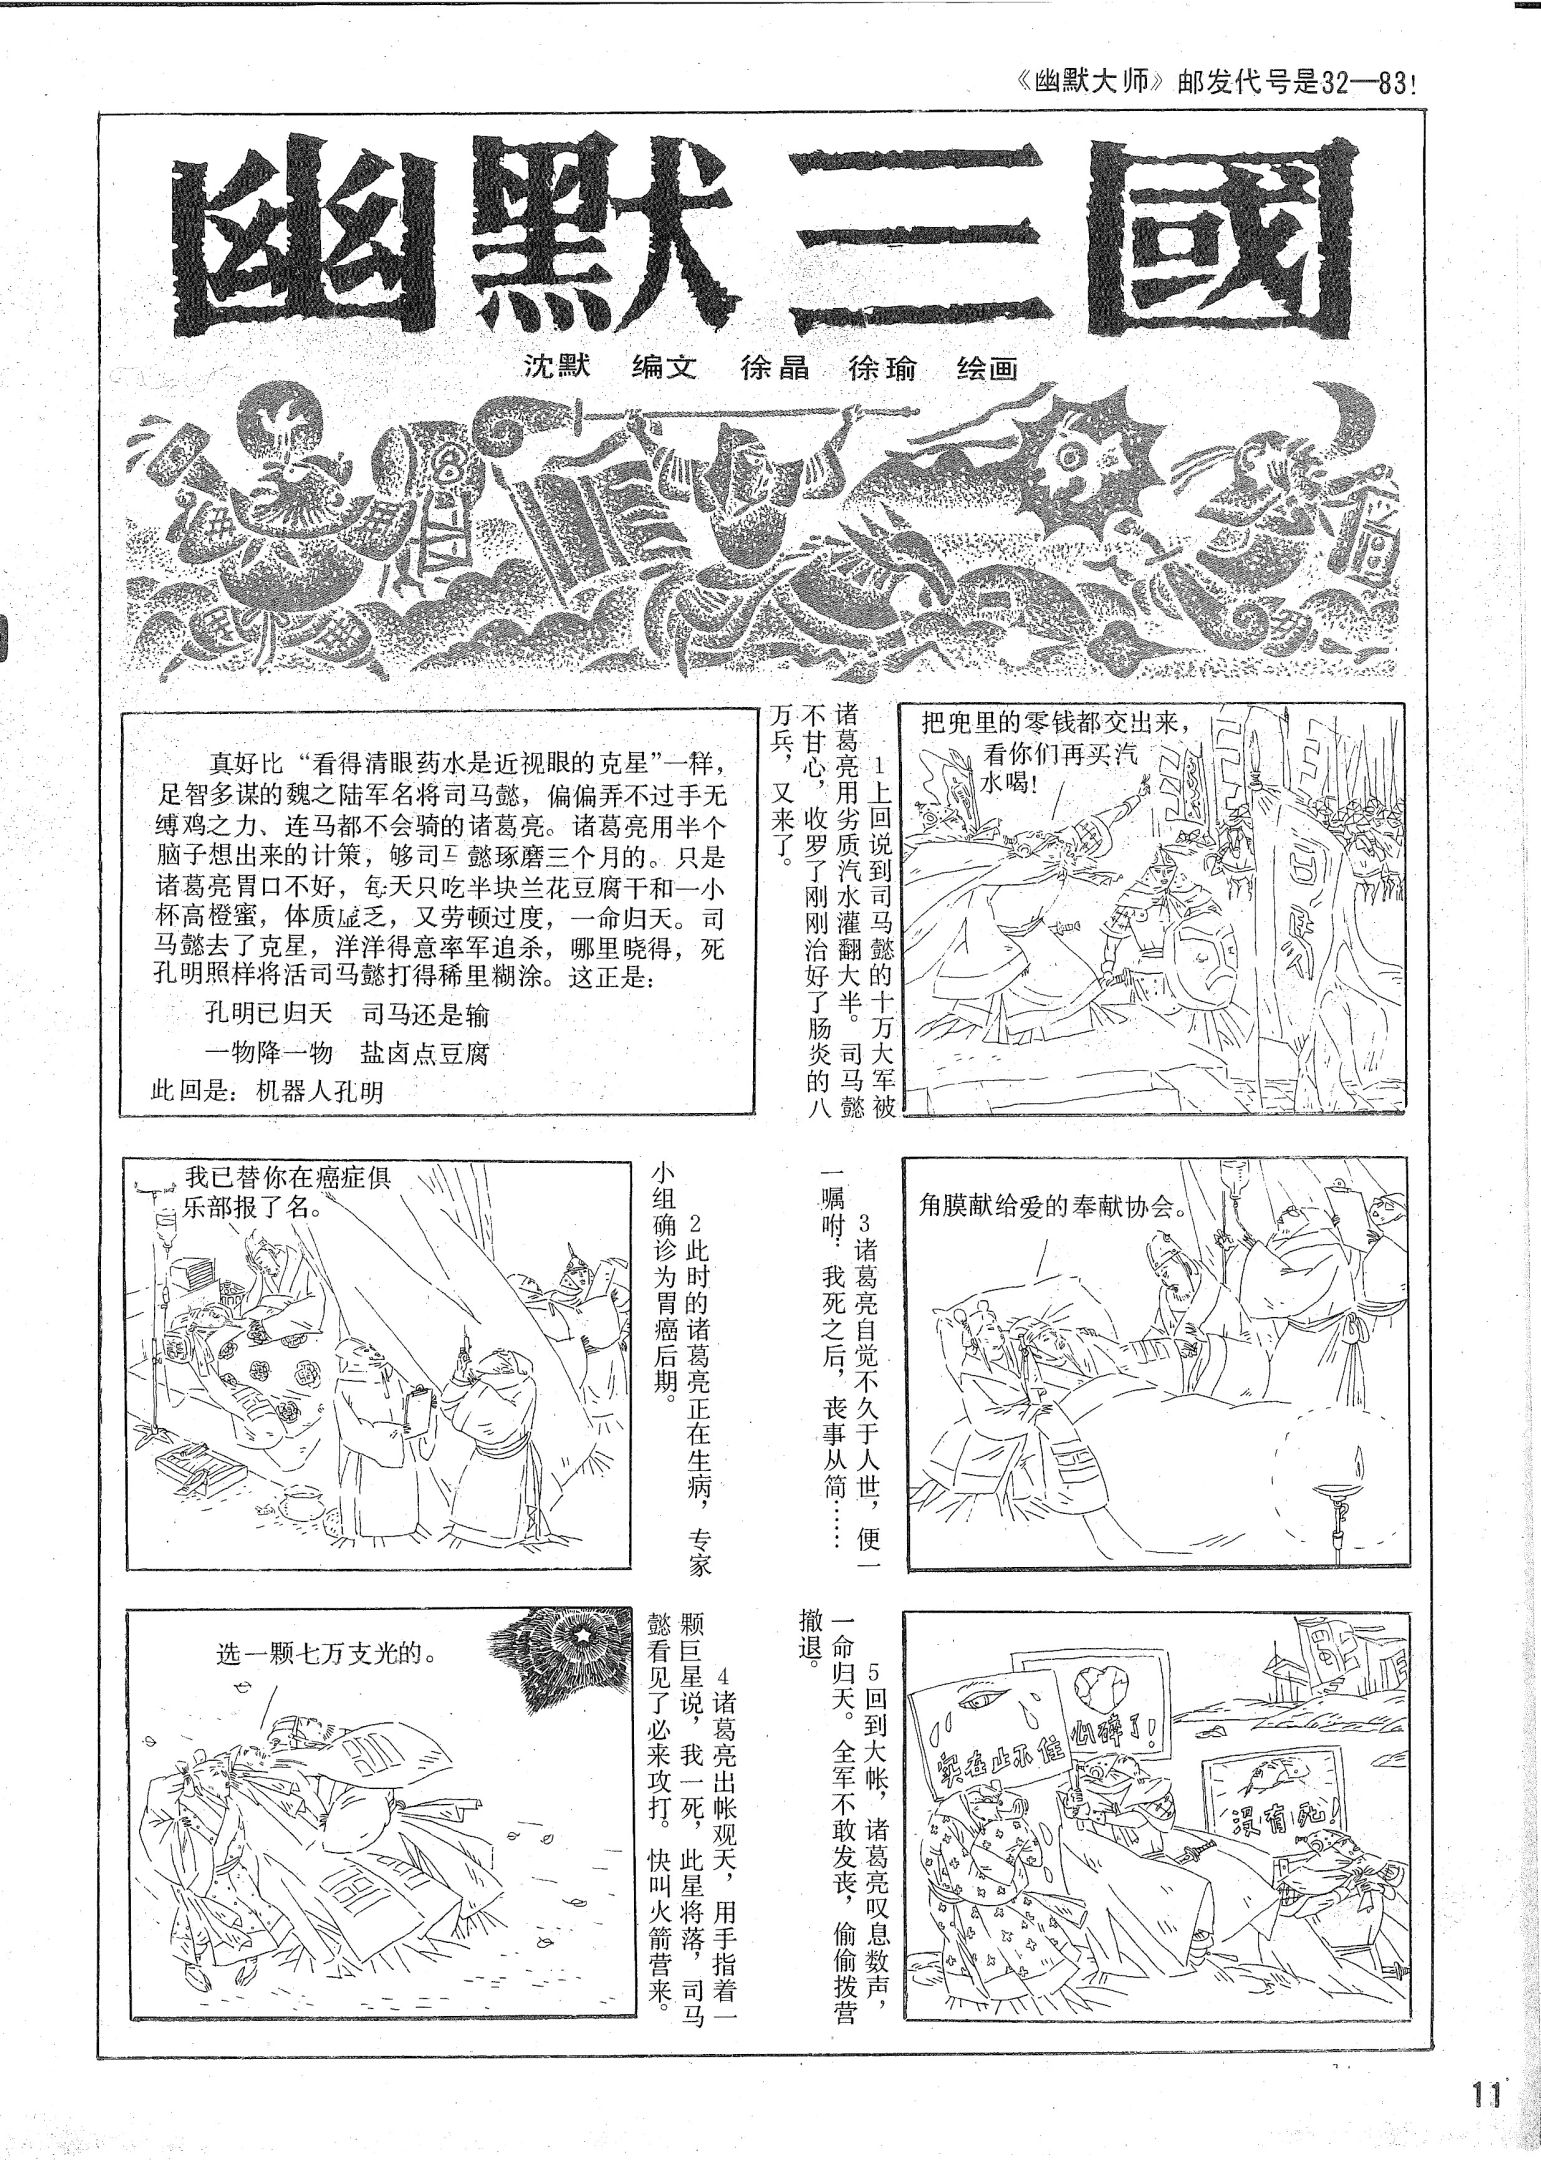 《幽默大师》邮发代号是32—83！
幽默三國
沈默　编文　徐晶　徐瑜　绘画
真好比“看得清眼药水是近视眼的克星”一样，
足智多谋的魏之陆军名将司马懿，偏偏弄不过手无
缚鸡之力、连马都不会骑的诸葛亮。诸葛亮用半个
脑子想出来的计策，够司马懿琢磨三个月的。只是
诸葛亮胃口不好，每天只吃半块兰花豆腐干和一小
杯高橙蜜，体质虚乏，又劳顿过度，一命归天。司
马懿去了克星，洋洋得意率军追杀，哪里晓得，死
孔明照样将活司马懿打得稀里糊涂。这正是：
孔明已归天　司马还是输
一物降一物　盐卤点豆腐
此回是：机器人孔明
1上回说到司马懿的十万大军被
诸葛亮用劣质汽水灌翻大半。司马懿
不甘心，收罗了刚刚治好了肠炎的八
万兵，又来了。
把兜里的零钱都交出来，
看你们再买汽
水喝！
司馬
我已替你在癌症俱
乐部报了名。
2此时的诸葛亮正在生病，专家
小组确诊为胃癌后期。
3诸葛亮自觉不久于人世，便一
一嘱咐：我死之后，丧事从简……
角膜献给爱的奉献协会。
选一颗七万支光的。
4诸葛亮出帐观天，用手指着一
颗巨星说，我一死，此星将落，司马
懿看见了必来攻打。快叫火箭营来。
5回到大帐，诸葛亮叹息数声，
一命归天。全军不敢发丧，偷偷拨营
撤退。
实在止不住
心碎了！
没有死！
11